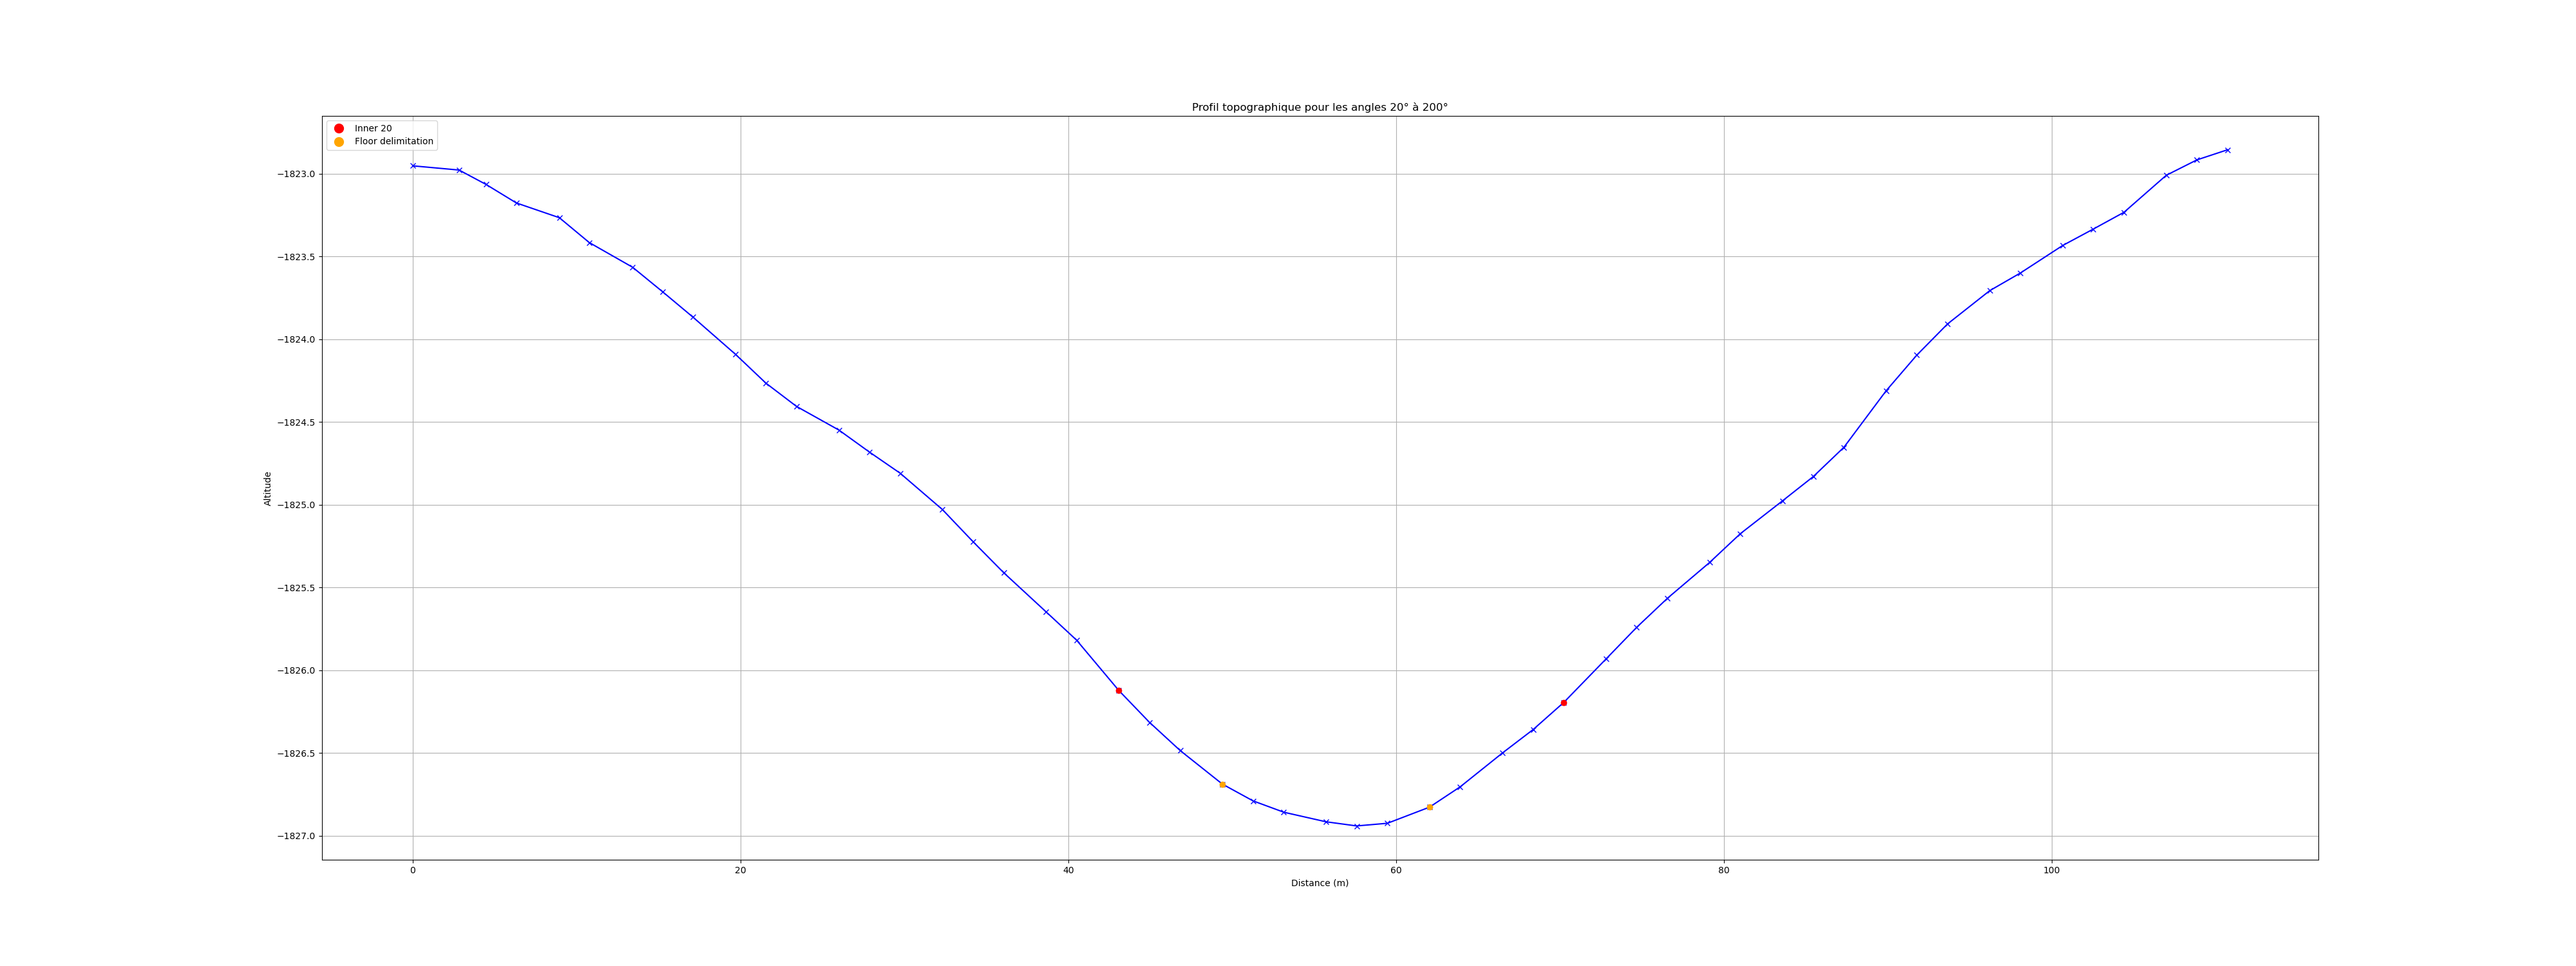 Profil topographique pour les angles 20° à 200°
Inner 20
Floor delimitation
−1823.0
−1823.5
−1824.0
−1824.5
−1825.0
−1825.5
−1826.0
−1826.5
−1827.0
Altitude
0 20 40 60 80 100
Distance (m)